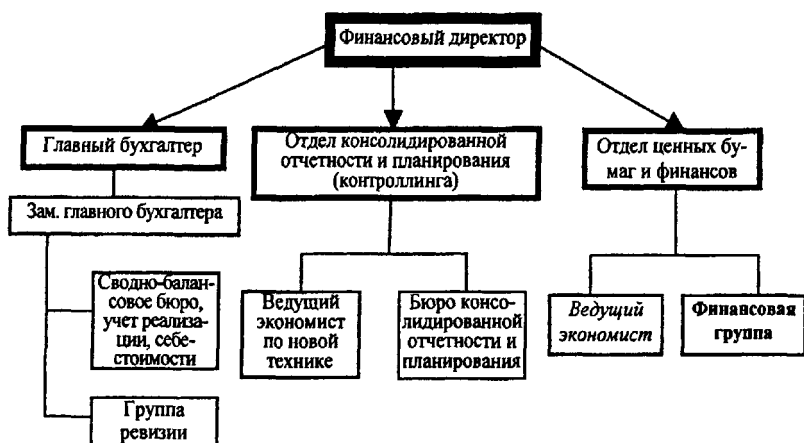 Финансовый директор
Главный бухгалтер
Отдел консолидированной
отчетности и планирования
(контроллинга)
Отдел ценных бу-
маг и финансов
Зам. главного бухгалтера
Сводно-балан-
совое бюро,
учет реализа-
ции, себе-
стоимости
Группа
ревизии
Ведущий
экономист
по новой
технике
Бюро консо-
лидированной
отчетности и
планирования
Ведущий
экономист
Финансовая
группа